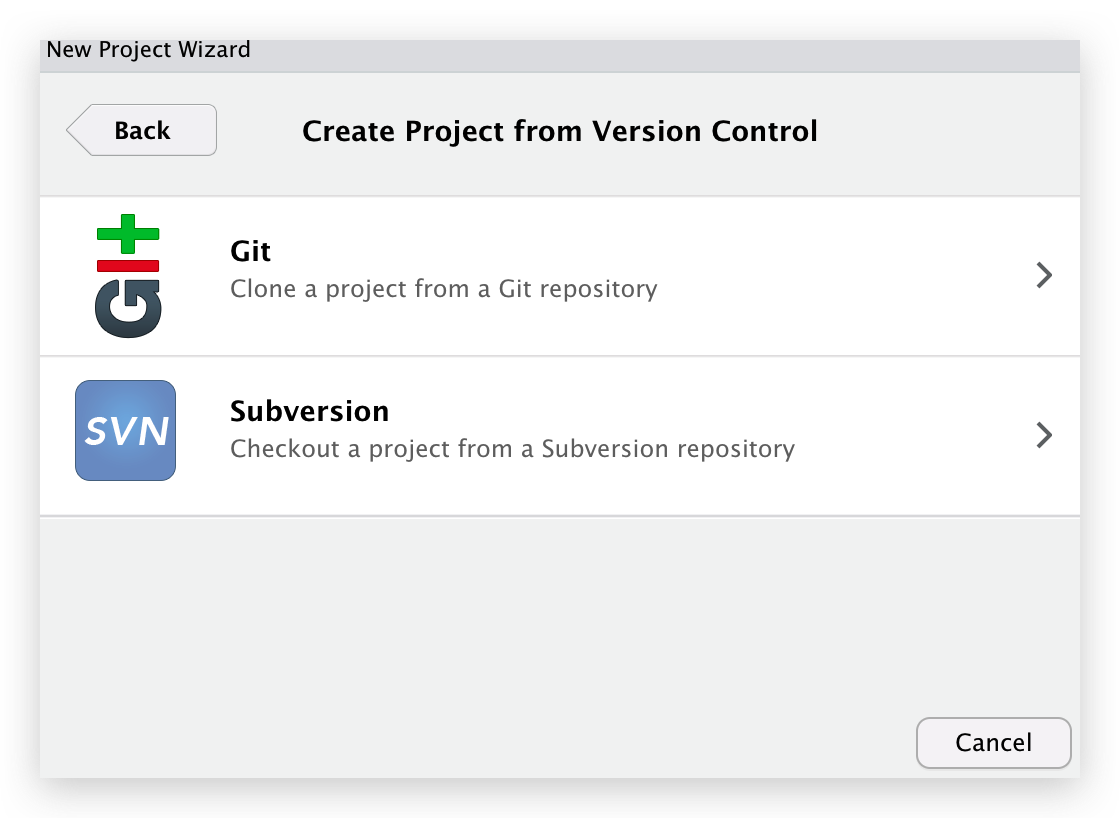 New Project Wizard
Back
Create Project from Version Control
Git
Git
Clone a project from a Git repository
SVN
Subversion
Checkout a project from a Subversion repository
Cancel